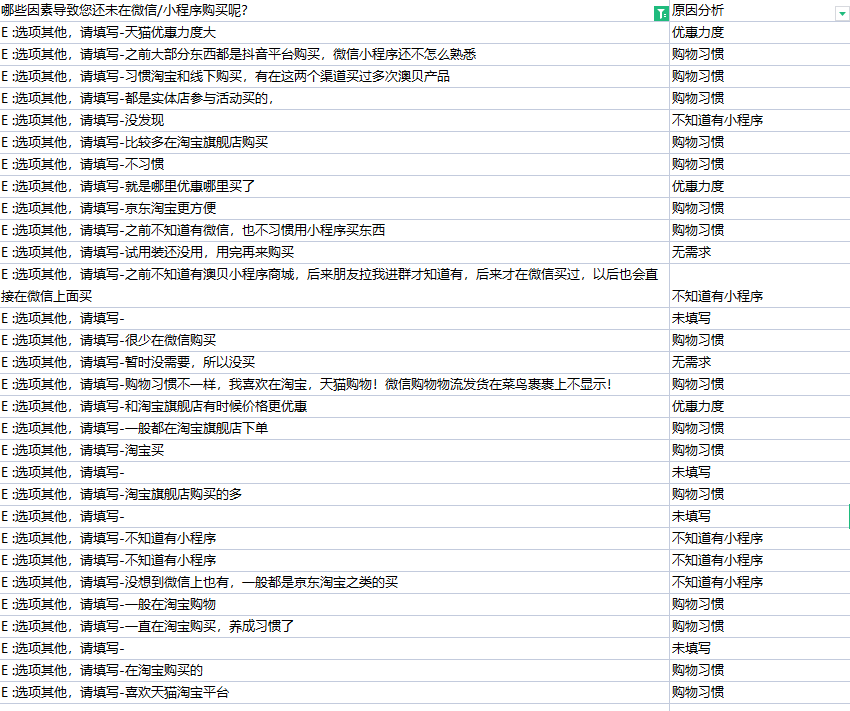 哪些因素导致您还未在微信/小程序购买呢? 原因分析
E :选项其他，请填写-天猫优惠力度大 优惠力度
E :选项其他，请填写-之前大部分东西都是抖音平台购买，微信小程序还不怎么熟悉 购物习惯
E :选项其他，请填写-习惯淘宝和线下购买，有在这两个渠道买过多次澳贝产品 购物习惯
E :选项其他，请填写-都是实体店参与活动买的， 购物习惯
E :选项其他，请填写-没发现 不知道有小程序
E :选项其他，请填写-比较多在淘宝旗舰店购买 购物习惯
E :选项其他，请填写-不习惯 购物习惯
E :选项其他，请填写-就是哪里优惠哪里买了 优惠力度
E :选项其他，请填写-京东淘宝更方便 购物习惯
E :选项其他，请填写-之前不知道有微信，也不习惯用小程序买东西 购物习惯
E :选项其他，请填写-试用装还没用，用完再来购买 无需求
E :选项其他，请填写-之前不知道有澳贝小程序商城，后来朋友拉我进群才知道有，后来才在微信买过，以后也会直
接在微信上面买 不知道有小程序
E :选项其他，请填写- 未填写
E :选项其他，请填写-很少在微信购买 购物习惯
E :选项其他，请填写-暂时没需要，所以没买 无需求
E :选项其他，请填写-购物习惯不一样，我喜欢在淘宝，天猫购物！微信购物物流发货在菜鸟裹裹上不显示！ 购物习惯
E :选项其他，请填写-和淘宝旗舰店有时候价格更优惠 优惠力度
E :选项其他，请填写-一般都在淘宝旗舰店下单 购物习惯
E :选项其他，请填写-淘宝买 购物习惯
E :选项其他，请填写- 未填写
E :选项其他，请填写-淘宝旗舰店购买的多 购物习惯
E :选项其他，请填写- 未填写
E :选项其他，请填写-不知道有小程序 不知道有小程序
E :选项其他，请填写-不知道有小程序 不知道有小程序
E :选项其他，请填写-没想到微信上也有，一般都是京东淘宝之类的买 不知道有小程序
E :选项其他，请填写-一般在淘宝购物 购物习惯
E :选项其他，请填写-一直在淘宝购买，养成习惯了 购物习惯
E :选项其他，请填写- 未填写
E :选项其他，请填写-在淘宝购买的 购物习惯
E :选项其他，请填写-喜欢天猫淘宝平台 购物习惯